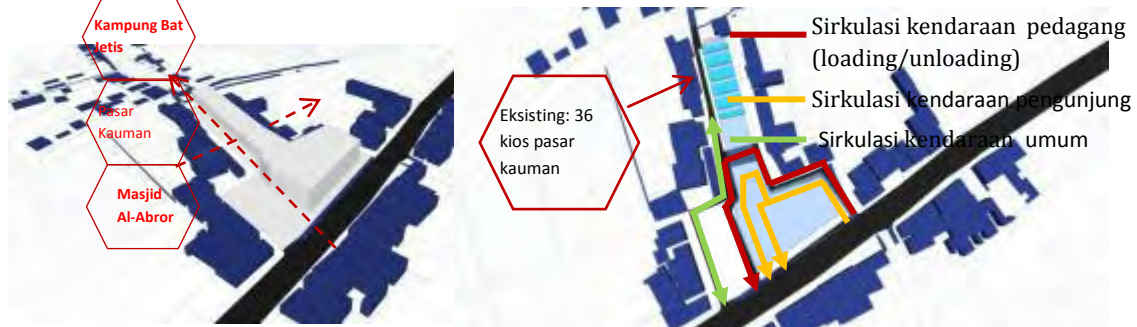 Kampung Bat
Jetis
Pasar
Kauman
Masjid
Al-Abror
Eksisting: 36
kios pasar
kauman
Sirkulasi kendaraan pedagang
(loading/unloading)
Sirkulasi kendaraan pengunjung
Sirkulasi kendaraan umum